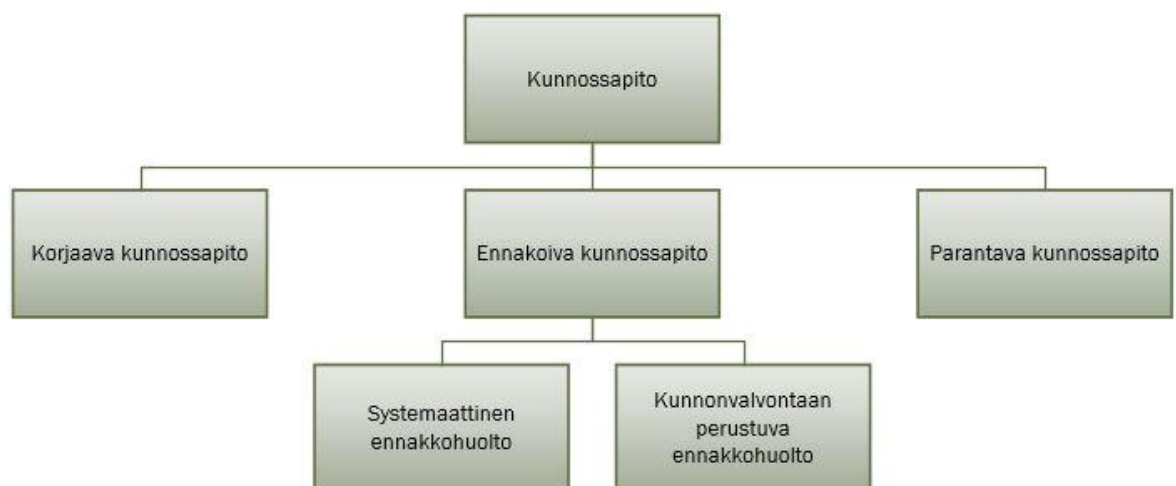 Kunnossapito
Korjaava kunnossapito
Ennakoiva kunnossapito
Parantava kunnossapito
Systemaattinen
ennakkohuolto
Kunnonvalvontaan
perustuva
ennakkohuolto